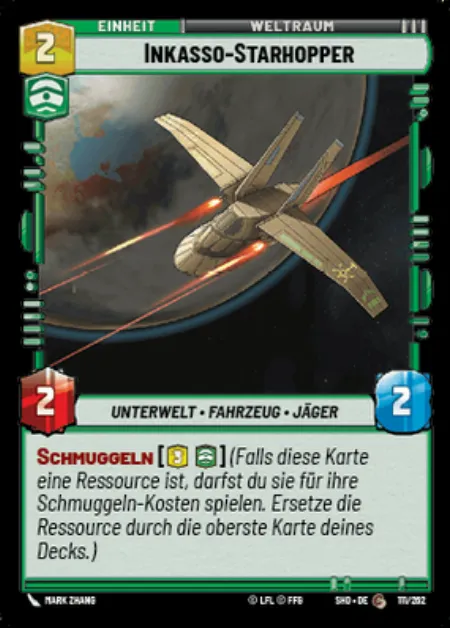 EINHEIT WELTRAUM
2 INKASSO-STARHOPPER
2 UNTERWELT • FAHRZEUG • JÄGER 2
SCHMUGGELN [3] (Falls diese Karte
eine Ressource ist, darfst du sie für ihre
Schmuggeln-Kosten spielen. Ersetze die
Ressource durch die oberste Karte deines
Decks.)
MARK ZHANG © LFL © FFG SHD • DE 111/262